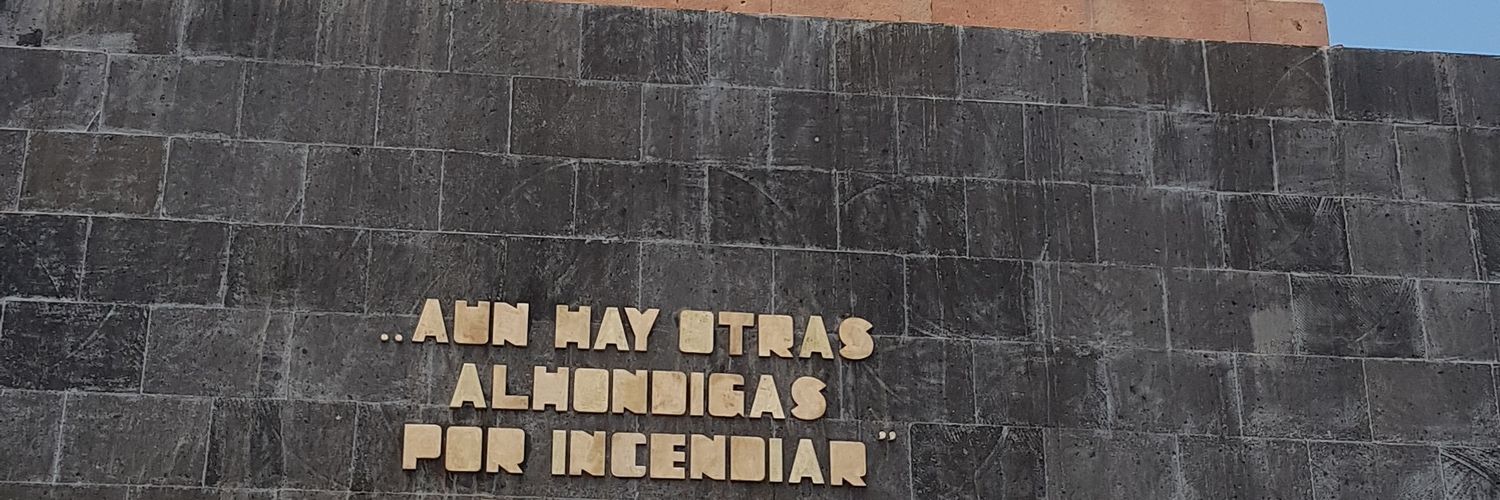 ..AUN HAY OTRAS
ALHONDIGAS
POR INCENDIAR"